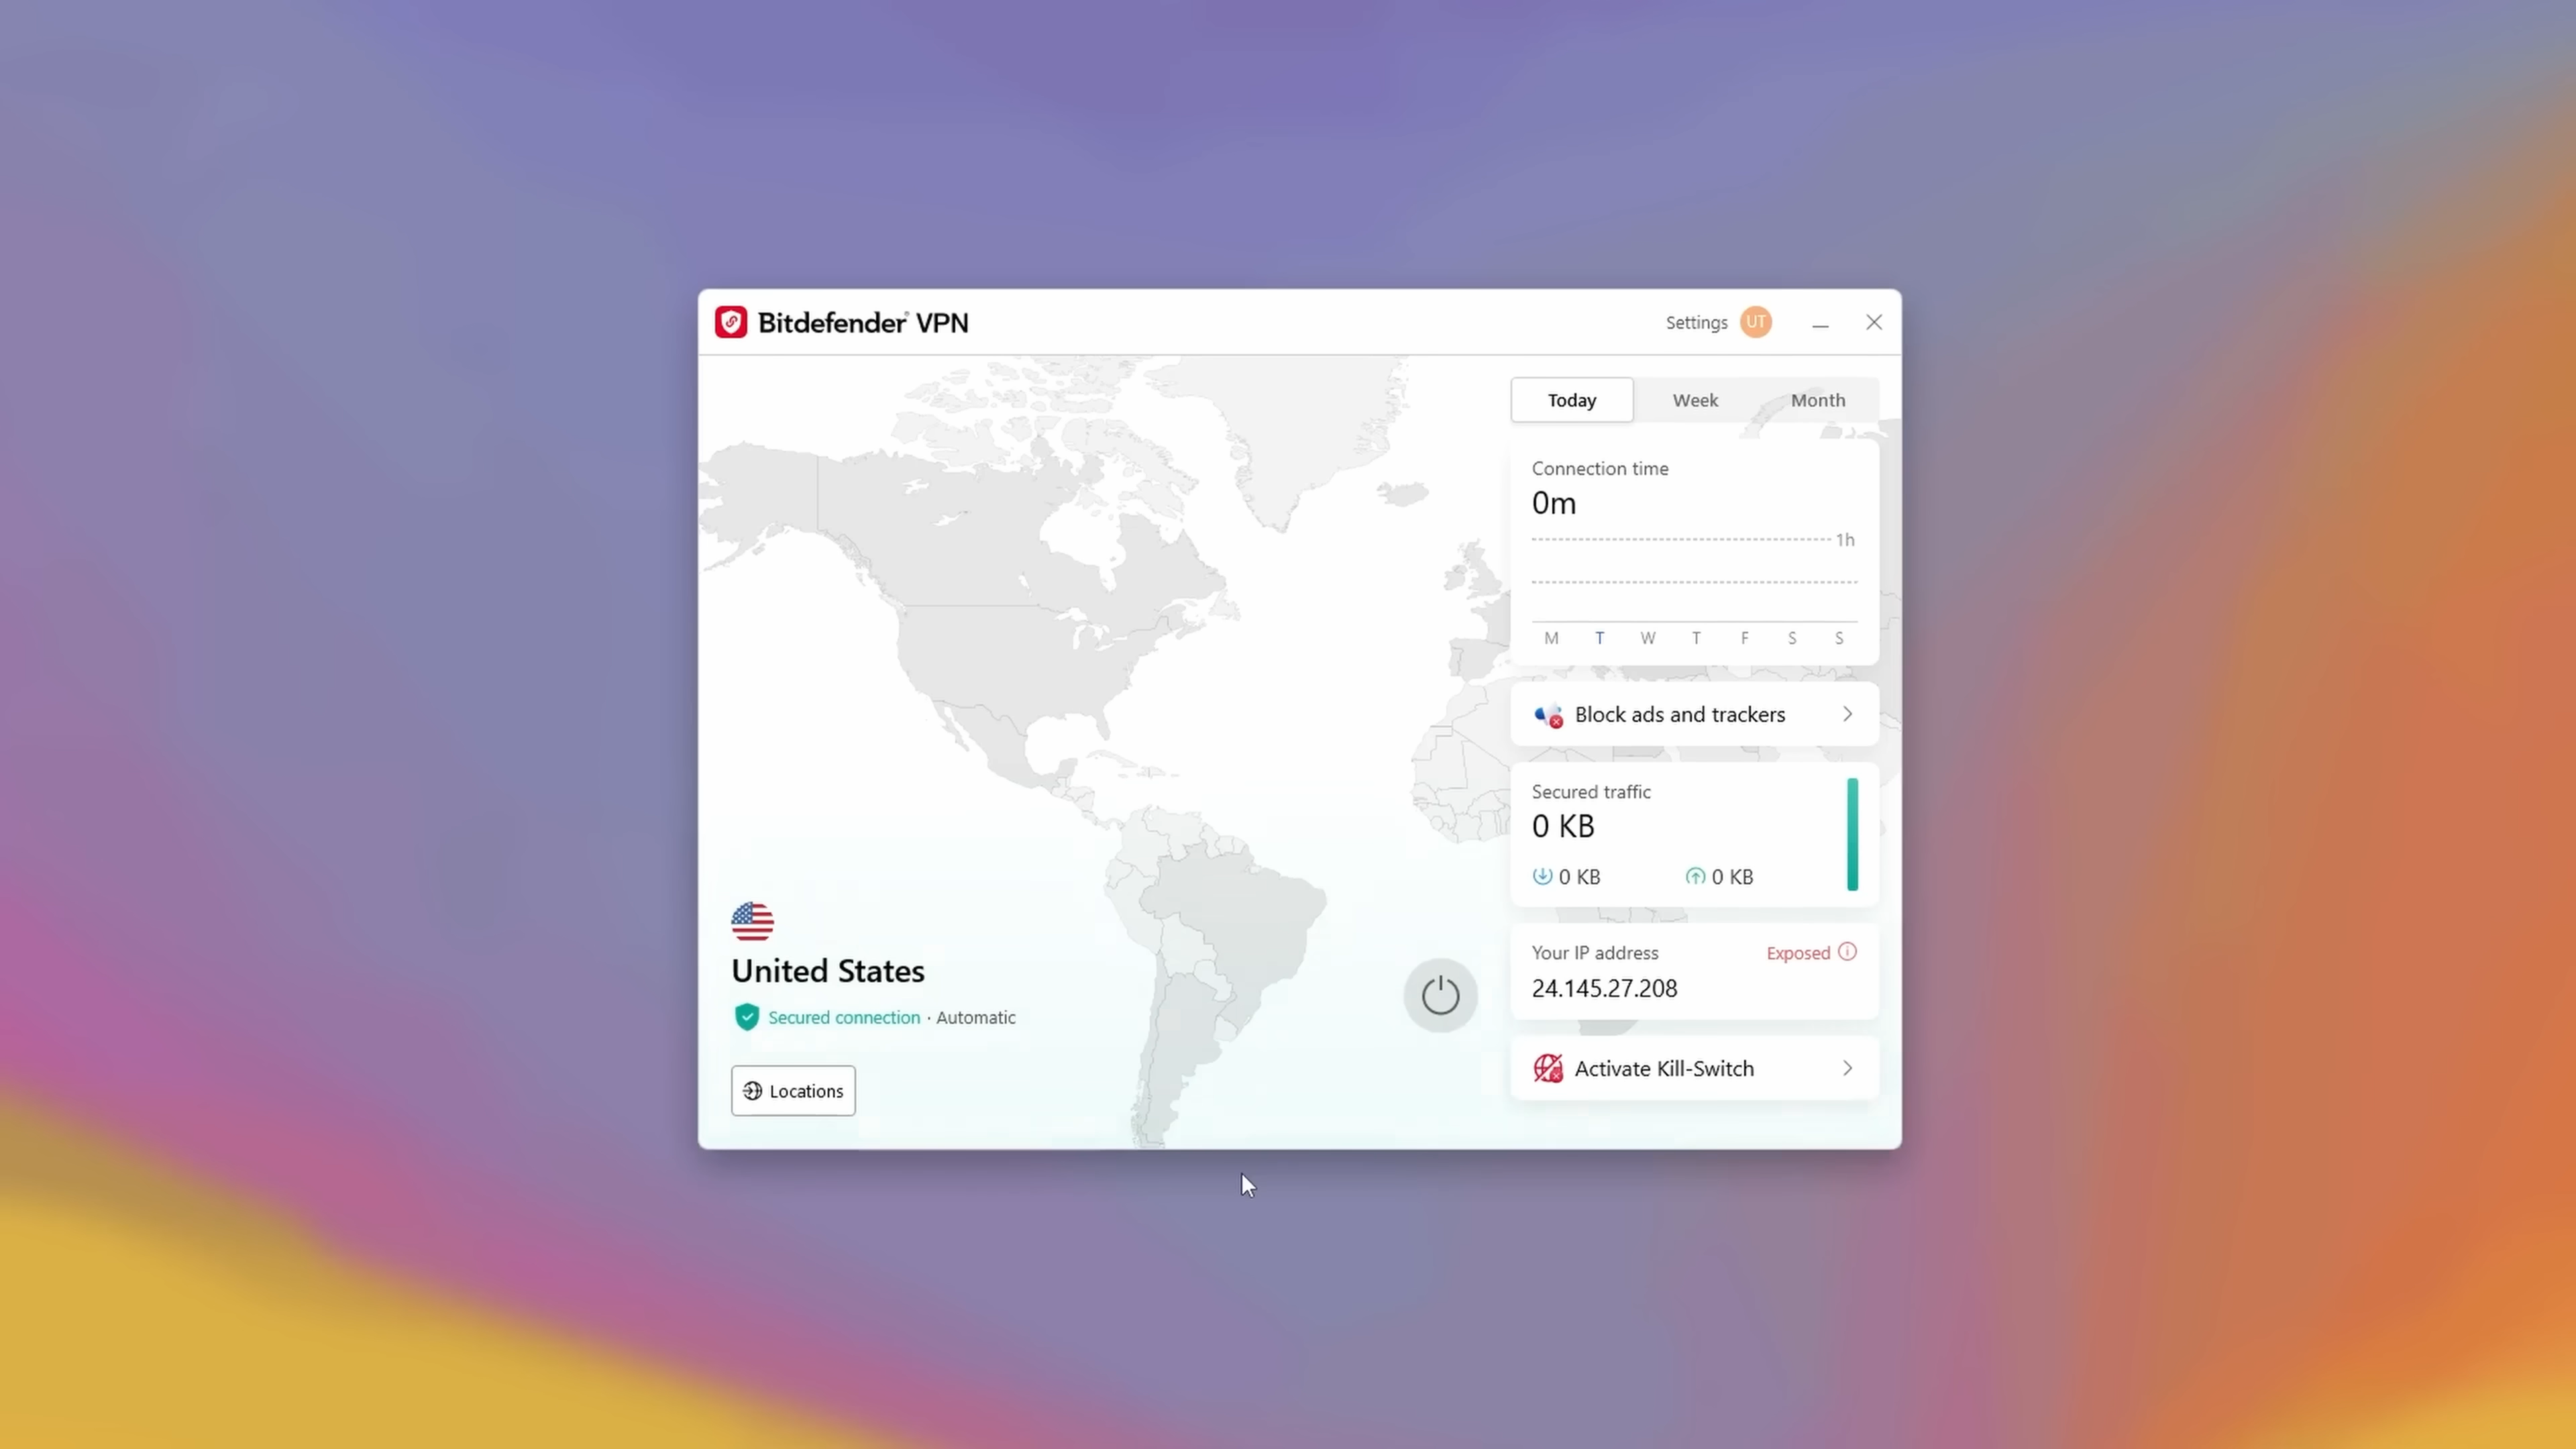 Bitdefender® VPN
Settings UT
Today Week Month
Connection time
0m
1h
M T W T F S S
Block ads and trackers
Secured traffic
0 KB
0 KB 0 KB
Your IP address Exposed
24.145.27.208
Activate Kill-Switch
United States
Secured connection · Automatic
Locations